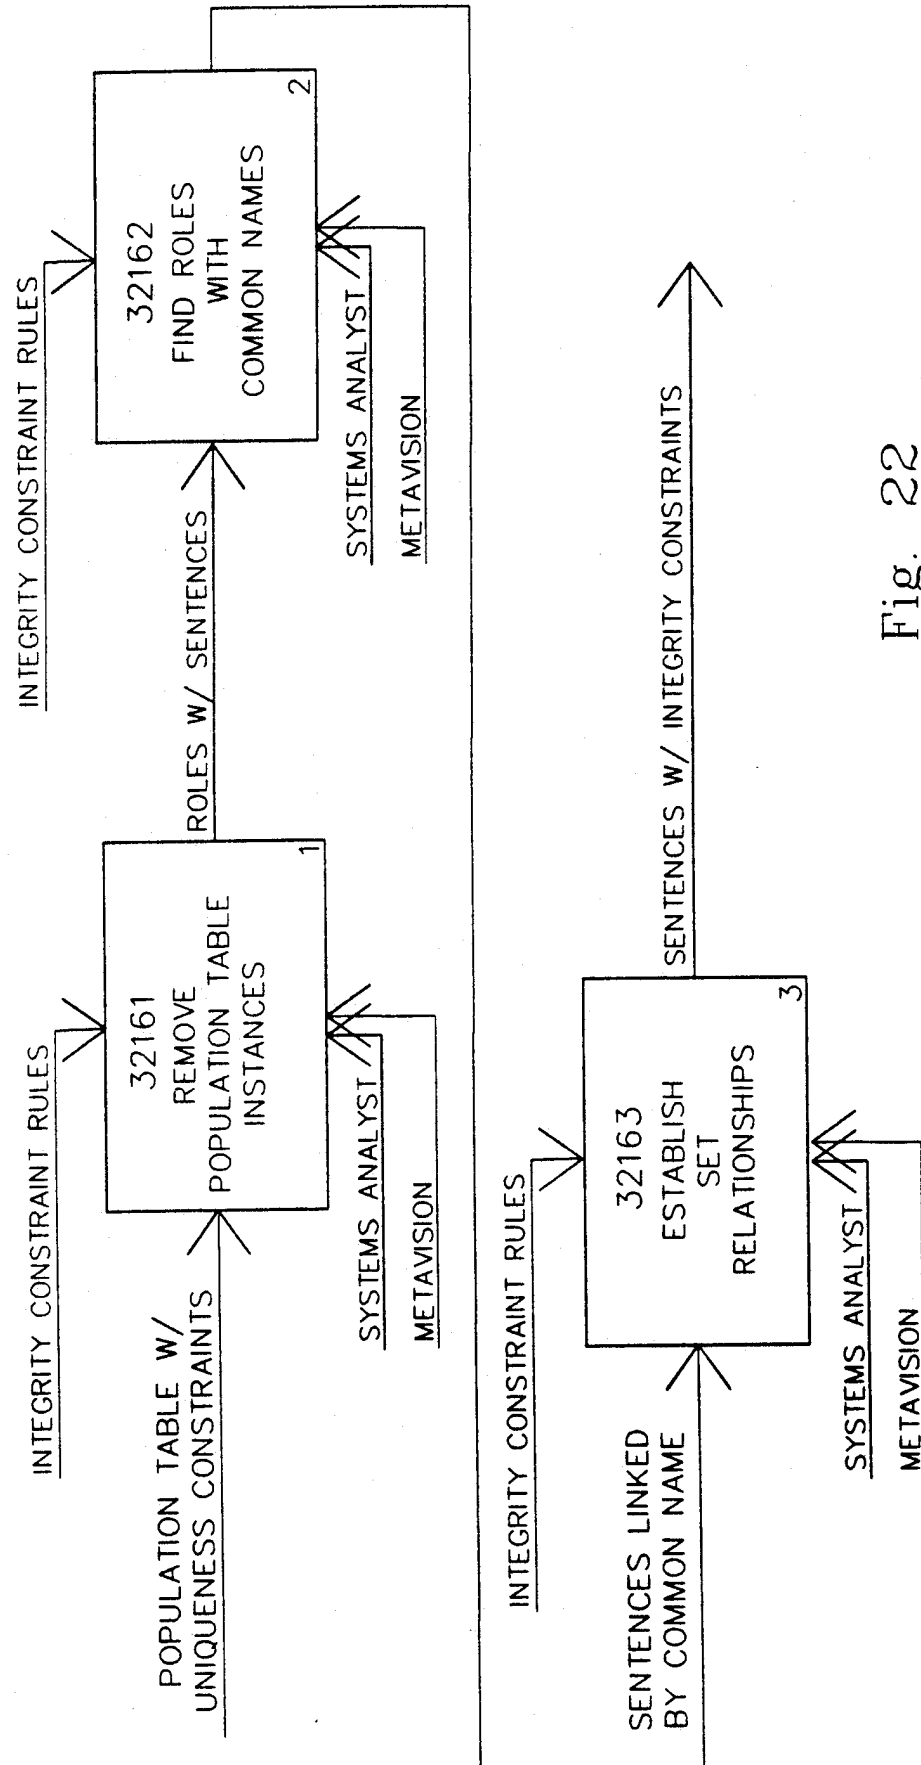 INTEGRITY CONSTRAINT RULES
POPULATION TABLE W/
UNIQUENESS CONSTRAINTS
32161
REMOVE
POPULATION TABLE
INSTANCES
1
SYSTEMS ANALYST
METAVISION
ROLES W/ SENTENCES
INTEGRITY CONSTRAINT RULES
32162
FIND ROLES
WITH
COMMON NAMES
2
SYSTEMS ANALYST
METAVISION
INTEGRITY CONSTRAINT RULES
SENTENCES LINKED
BY COMMON NAME
32163
ESTABLISH
SET
RELATIONSHIPS
3
SYSTEMS ANALYST
METAVISION
SENTENCES W/ INTEGRITY CONSTRAINTS
Fig. 22